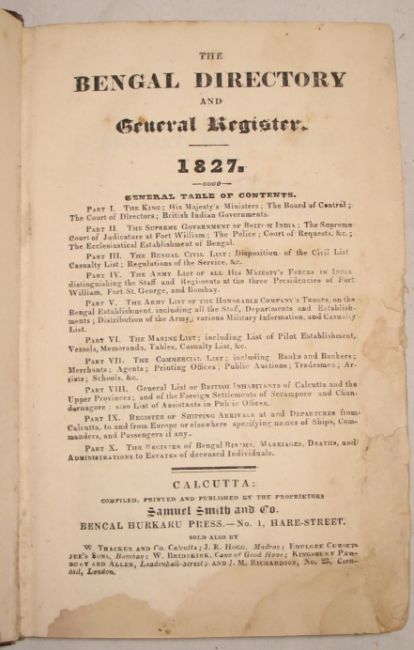 THE
BENGAL DIRECTORY
AND
General Register.
1827.
GENERAL TABLE OF CONTENTS.
PART I. THE KING; His Majesty's Ministers; The Board of Control;
The Court of Directors; British Indian Governments.
PART II. THE SUPREME GOVERNMENT OF BRITISH INDIA; The Supreme
Court of Judicature at Fort William; The Police; Court of Requests, &c.;
The Ecclesiastical Establishment of Bengal.
PART III. THE BENGAL CIVIL LIST; Disposition of the Civil List
Casualty List; Regulations of the Service, &c.
PART IV. THE ARMY LIST OF ALL HIS MAJESTY'S FORCES IN INDIA
distinguishing the Staff and Regiments at the three Presidencies of Fort
William, Fort St. George, and Bombay.
PART V. THE ARMY LIST OF THE HONORABLE COMPANY'S TROOPS, on the
Bengal Establishment, including all the Staff, Departments and Establish-
ments; Distribution of the Army, various Military Information, and Casualty
List.
PART VI. THE MARINE LIST; including List of Pilot Establishment,
Vessels, Memoranda, Tables, Casualty List, &c.
PART VII. THE COMMERCIAL LIST; including Banks and Bankers;
Merchants; Agents; Printing Offices; Public Auctions; Tradesmen, Ar-
tists; Schools, &c.
PART VIII. General List of BRITISH INHABITANTS of Calcutta and the
Upper Provinces; and of the Foreign Settlements of Serampore and Chan-
dernagore; also List of Assistants in Public Offices.
PART IX. REGISTER OF SHIPPING ARRIVALS at and DEPARTURES from
Calcutta, to and from Europe or elsewhere specifying names of Ships, Com-
manders, and Passengers if any.
PART X. THE REGISTER of Bengal BIRTHS, MARRIAGES, DEATHS, and
ADMINISTRATIONS to ESTATES of deceased Individuals.
CALCUTTA:
COMPILED, PRINTED AND PUBLISHED BY THE PROPRIETORS
Samuel Smith and Co.
BENGAL HURKARU PRESS.—No. 1, HARE-STREET.
SOLD ALSO BY
W. THACKER AND CO. Calcutta; J. R. HOGG, Madras; EDULGEE CURSET-
JEE'S SONS, Bombay; W. BRIDEKIRK, Cape of Good Hope; KINGSBURY PAR-
BURY AND ALLEN, Leadenhall-Street; AND J. M. RICHARDSON, No. 23, Corn-
hill, London.